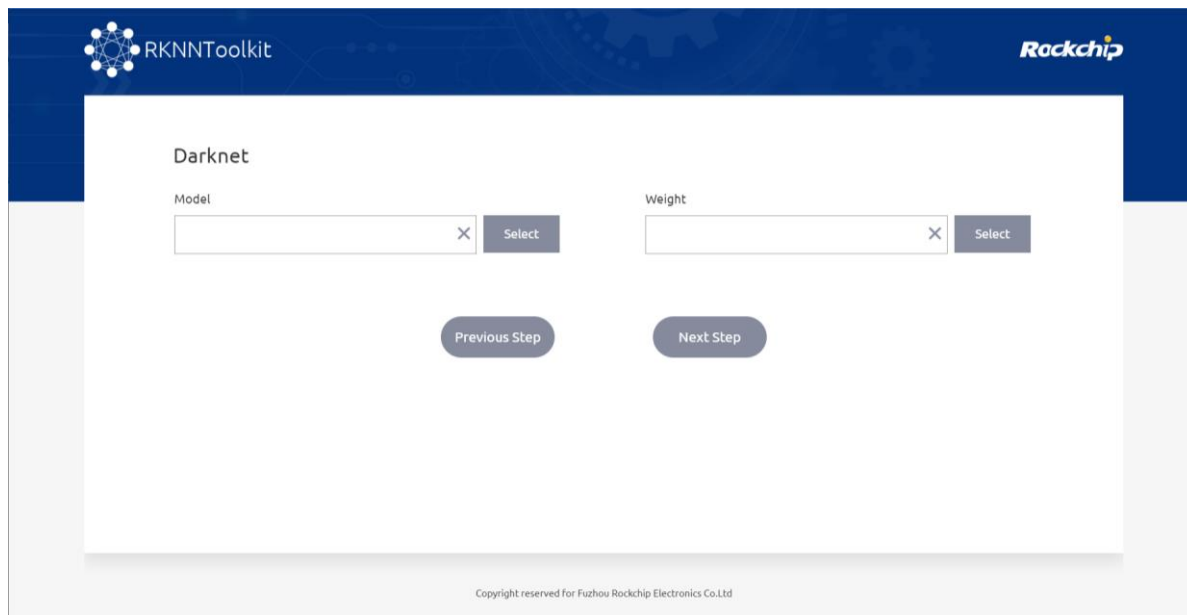 RKNNToolkit
Rockchip
Darknet
Model
Weight
Select
Select
Previous Step
Next Step
Copyright reserved for Fuzhou Rockchip Electronics Co.Ltd